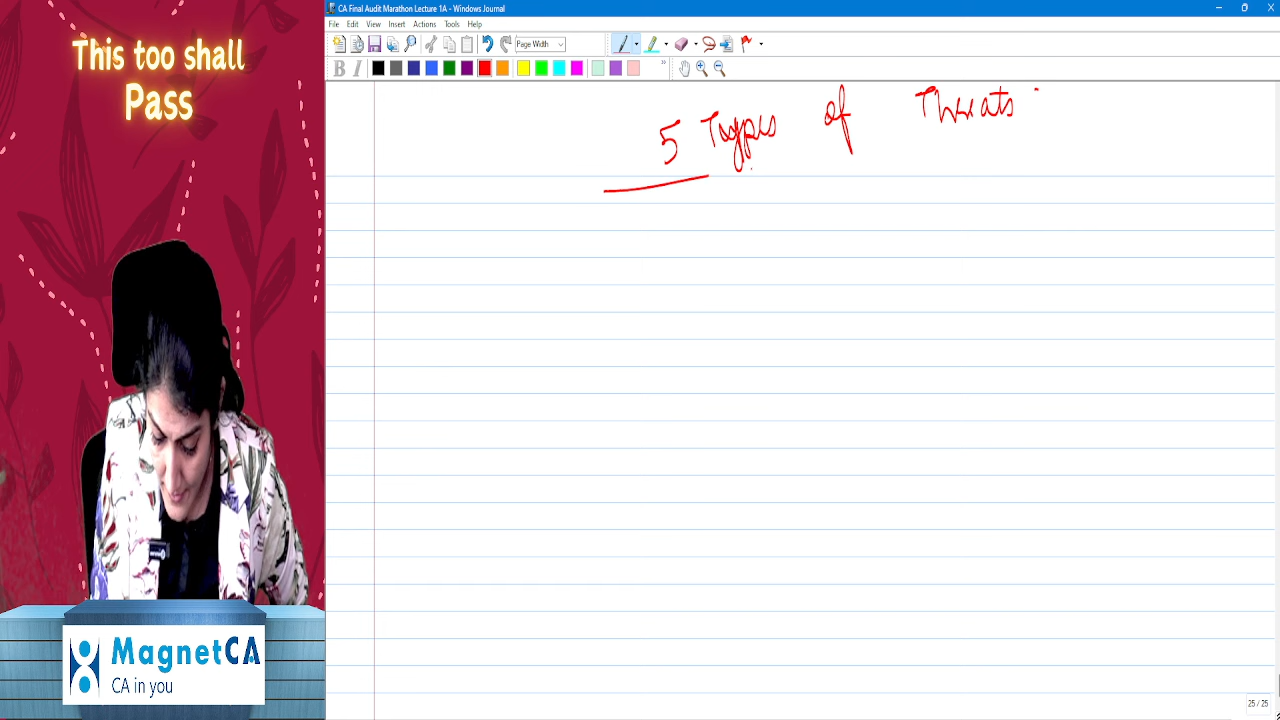 This too shall
Pass
CA Final Audit Marathon Lecture 1A - Windows Journal
File Edit View Insert Actions Tools Help
Page Width
B I
5 Types of Threats
MagnetCA
CA in you
25 / 25